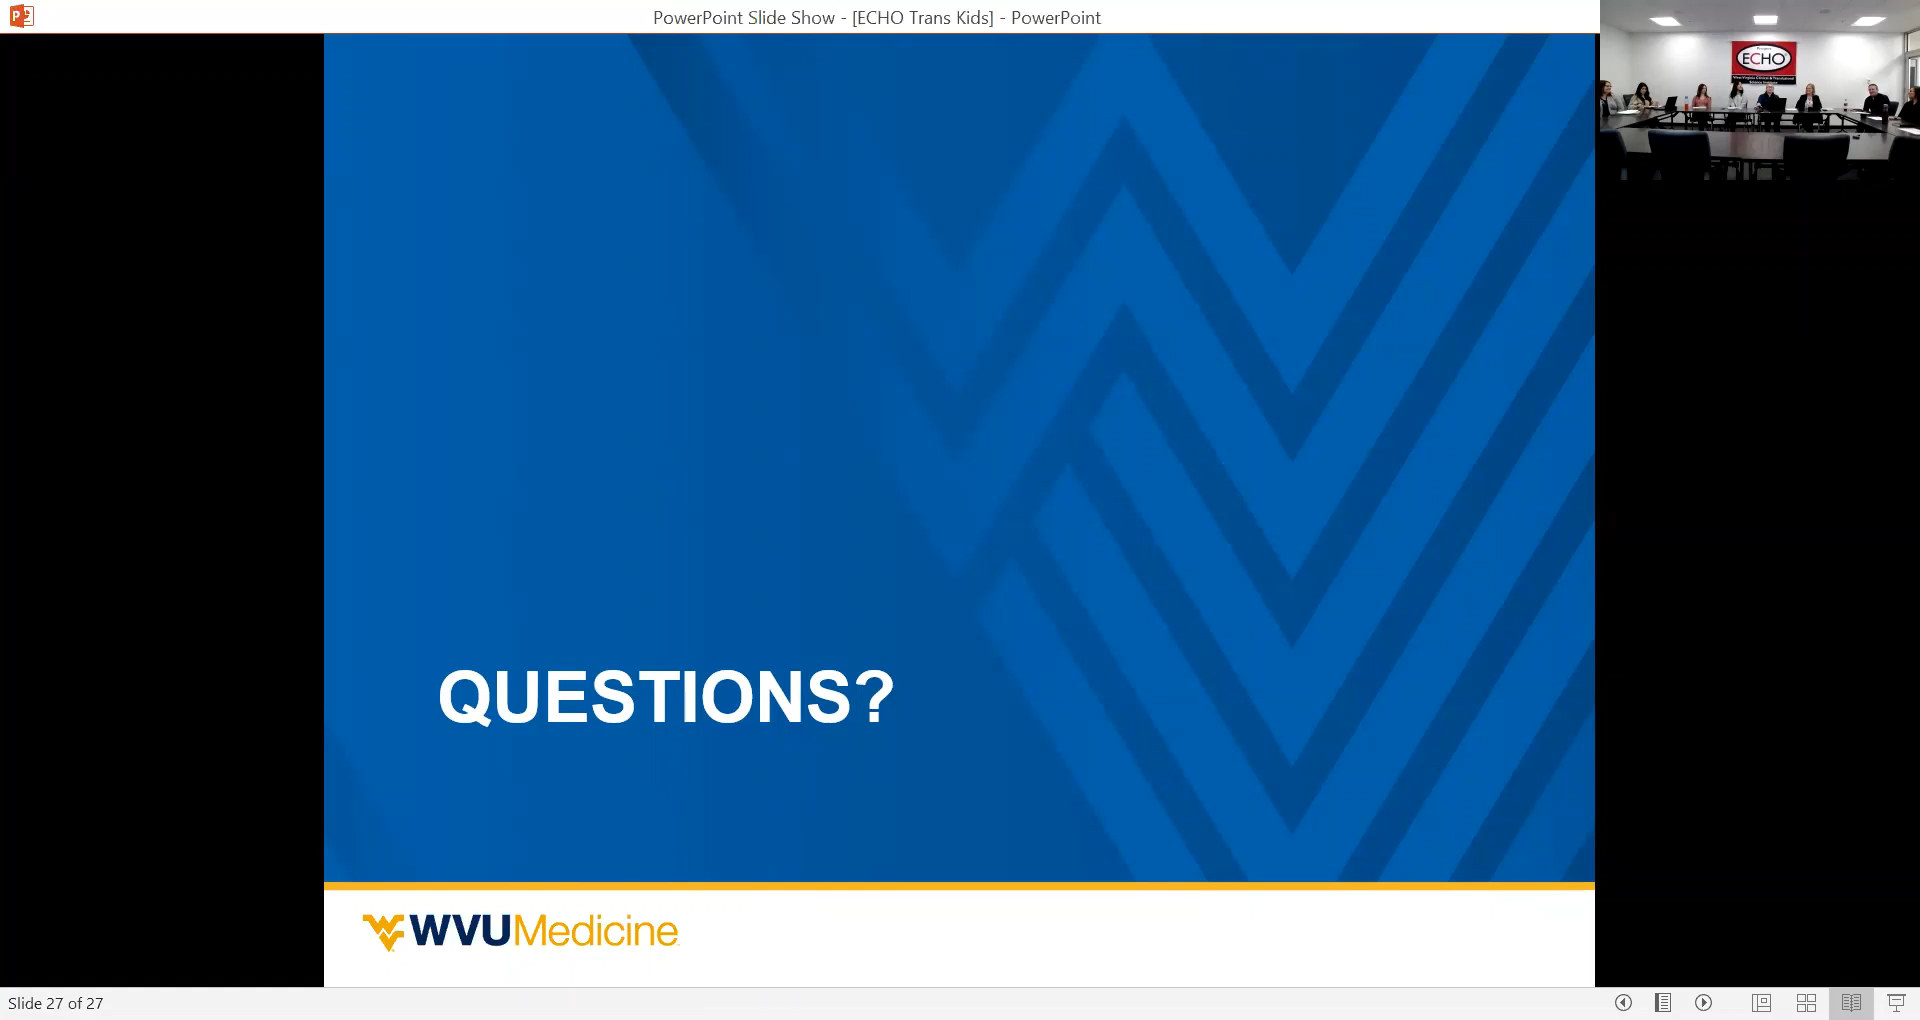 PowerPoint Slide Show - [ECHO Trans Kids] - PowerPoint
ECHO
QUESTIONS?
WVUMedicine
Slide 27 of 27